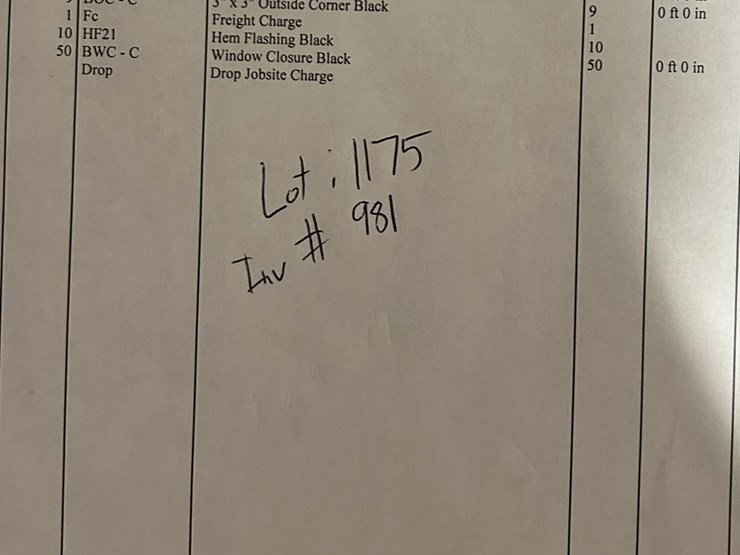 3" x 3" Outside Corner Black 9 0 ft 0 in
1 Fc Freight Charge 1
10 HF21 Hem Flashing Black 10
50 BWC - C Window Closure Black 50 0 ft 0 in
Drop Drop Jobsite Charge
Lot: 1175
Inv # 981